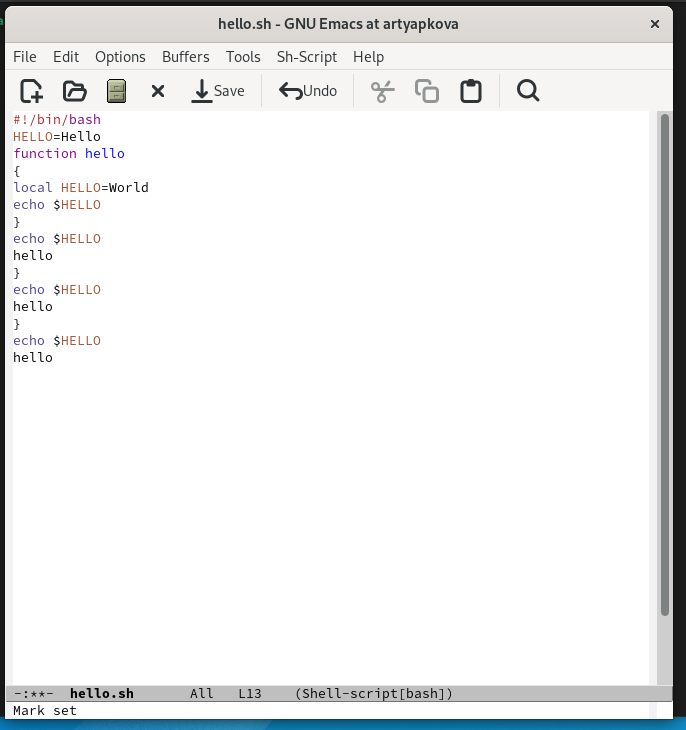 hello.sh - GNU Emacs at artyapkova
File Edit Options Buffers Tools Sh-Script Help
Save Undo
#!/bin/bash
HELLO=Hello
function hello
{
local HELLO=World
echo $HELLO
}
echo $HELLO
hello
}
echo $HELLO
hello
}
echo $HELLO
hello
-:**- hello.sh All L13 (Shell-script[bash])
Mark set